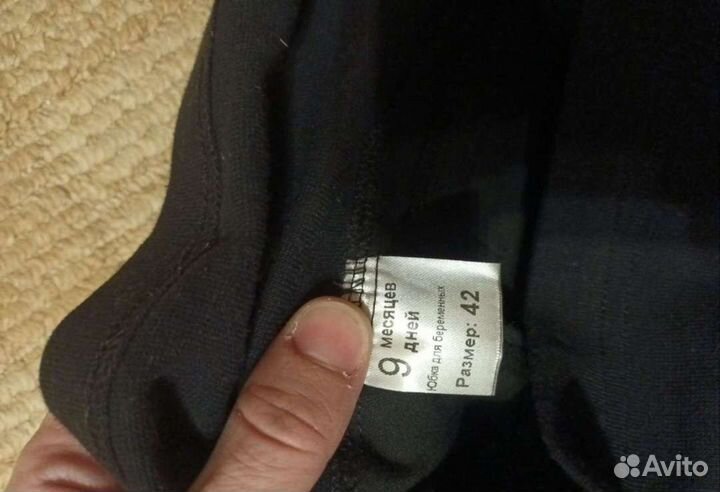 9 месяцев
дней
Юбка для беременных
Размер: 42
Avito